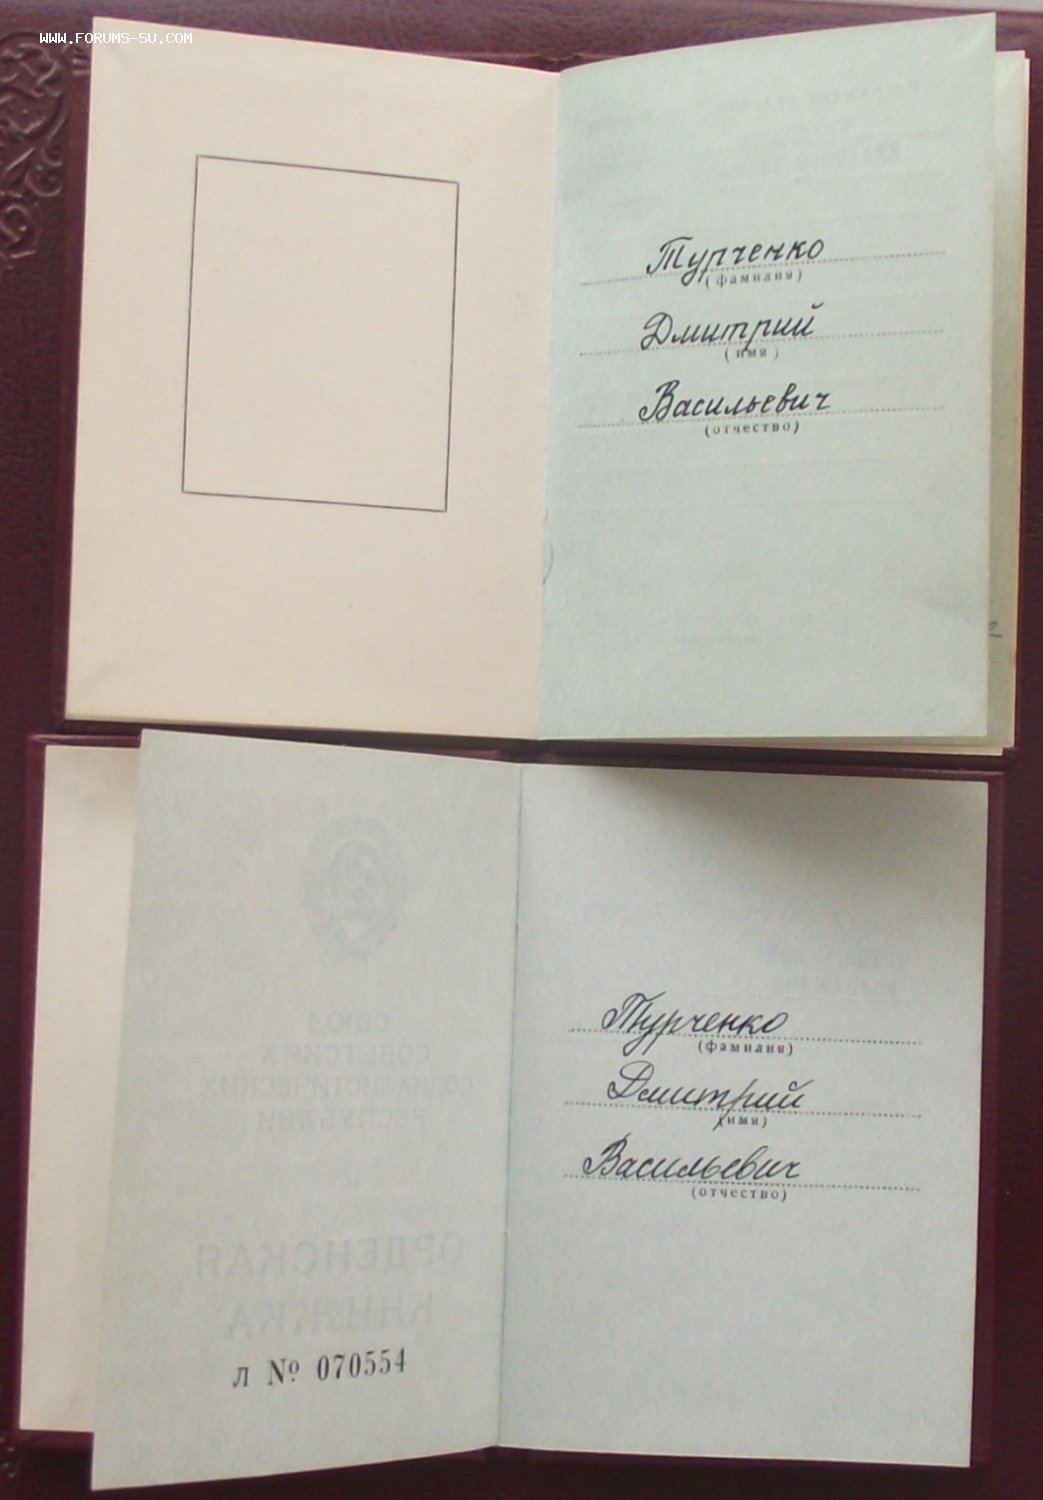 WWW.FORUMS-SU.COM
Турченко
(фамилия)
Дмитрий
(имя)
Васильевич
(отчество)
СОЮЗ
СОВЕТСКИХ
СОЦИАЛИСТИЧЕСКИХ
РЕСПУБЛИК
ОРДЕНСКАЯ
КНИЖКА
Л № 070554
Турченко
(фамилия)
Дмитрий
(имя)
Васильевич
(отчество)